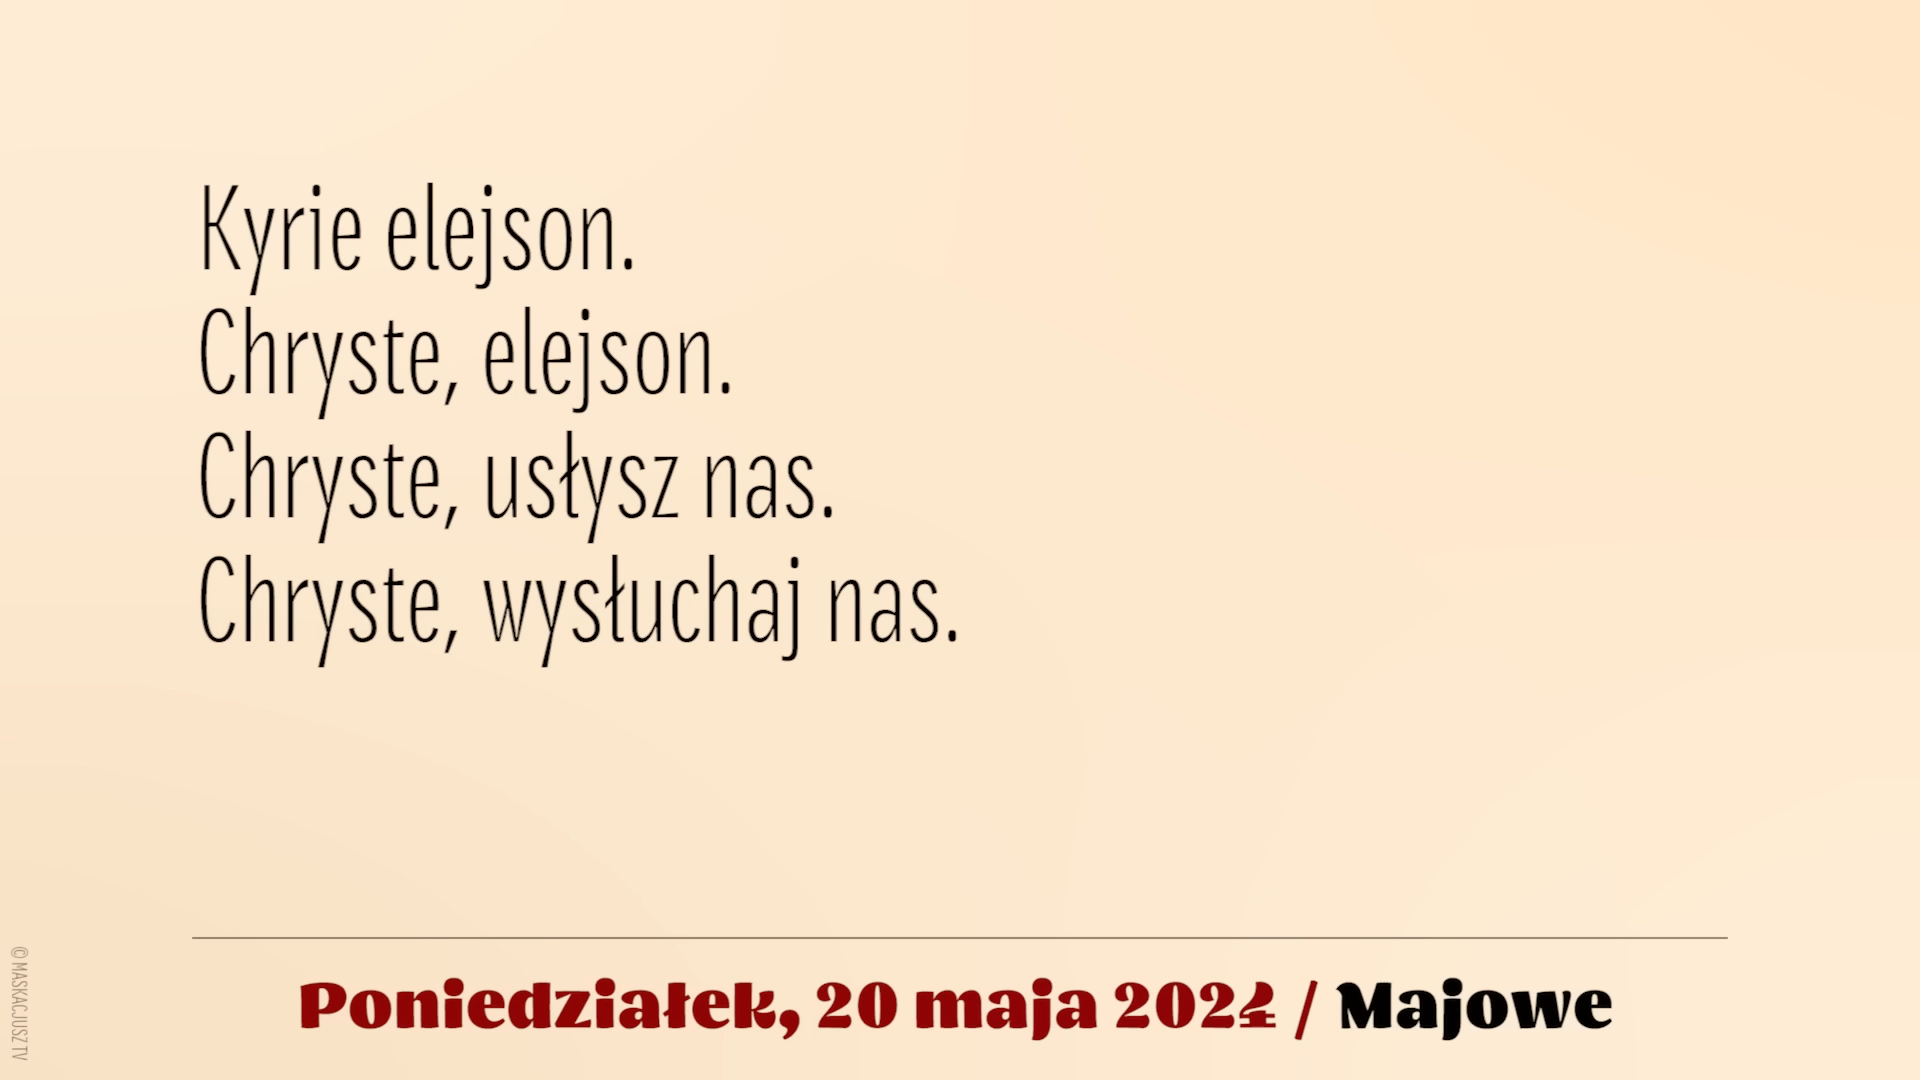 Kyrie elejson.
Chryste, elejson.
Chryste, usłysz nas.
Chryste, wysłuchaj nas.
Poniedziałek, 20 maja 2024 / Majowe
© MASKACJUSZ TV